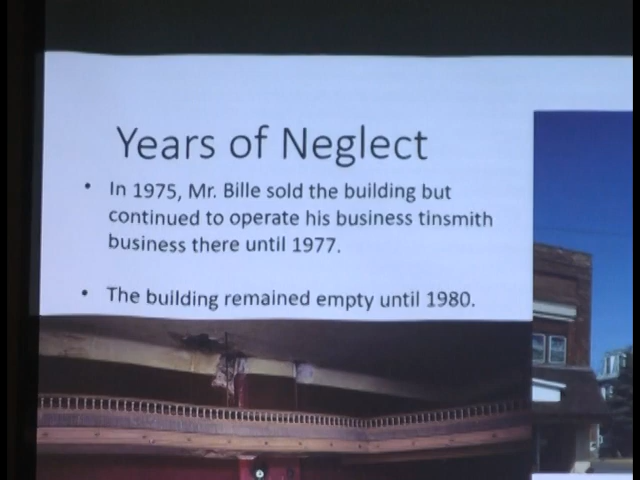 Years of Neglect
• In 1975, Mr. Bille sold the building but
continued to operate his business tinsmith
business there until 1977.
• The building remained empty until 1980.